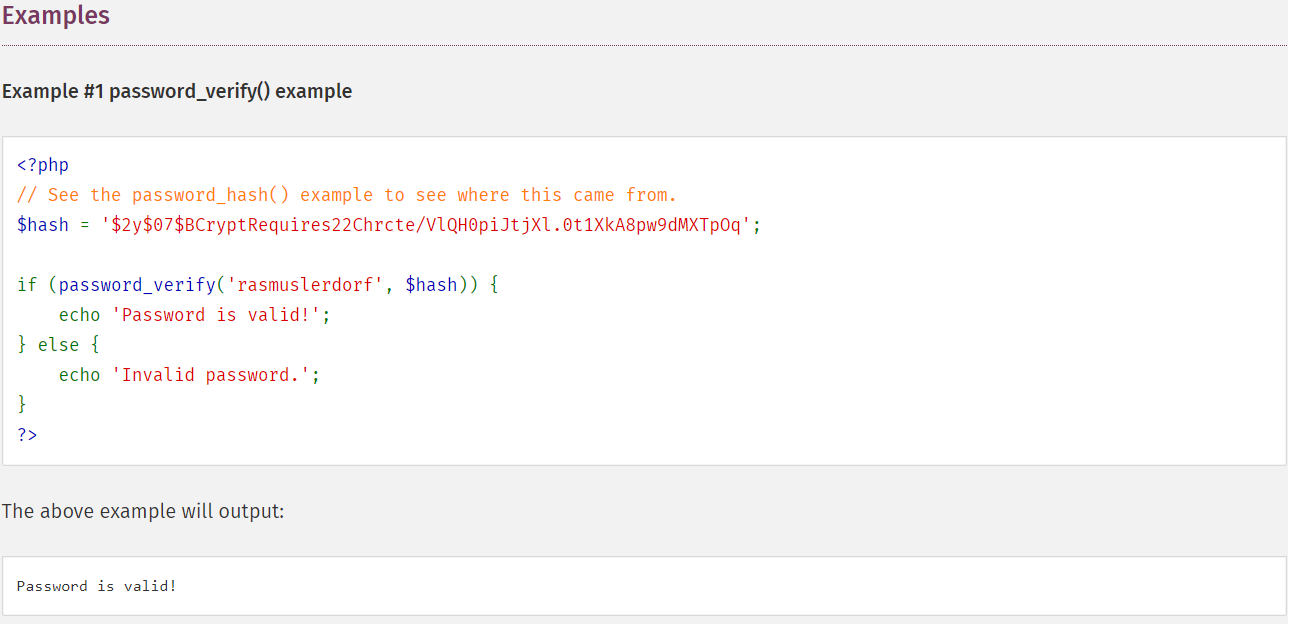 Examples
Example #1 password_verify() example
<?php
// See the password_hash() example to see where this came from.
$hash = '$2y$07$BCryptRequires22Chrcte/VlQH0piJtjXl.0t1XkA8pw9dMXTpOq';
if (password_verify('rasmuslerdorf', $hash)) {
    echo 'Password is valid!';
} else {
    echo 'Invalid password.';
}
?>
The above example will output:
Password is valid!